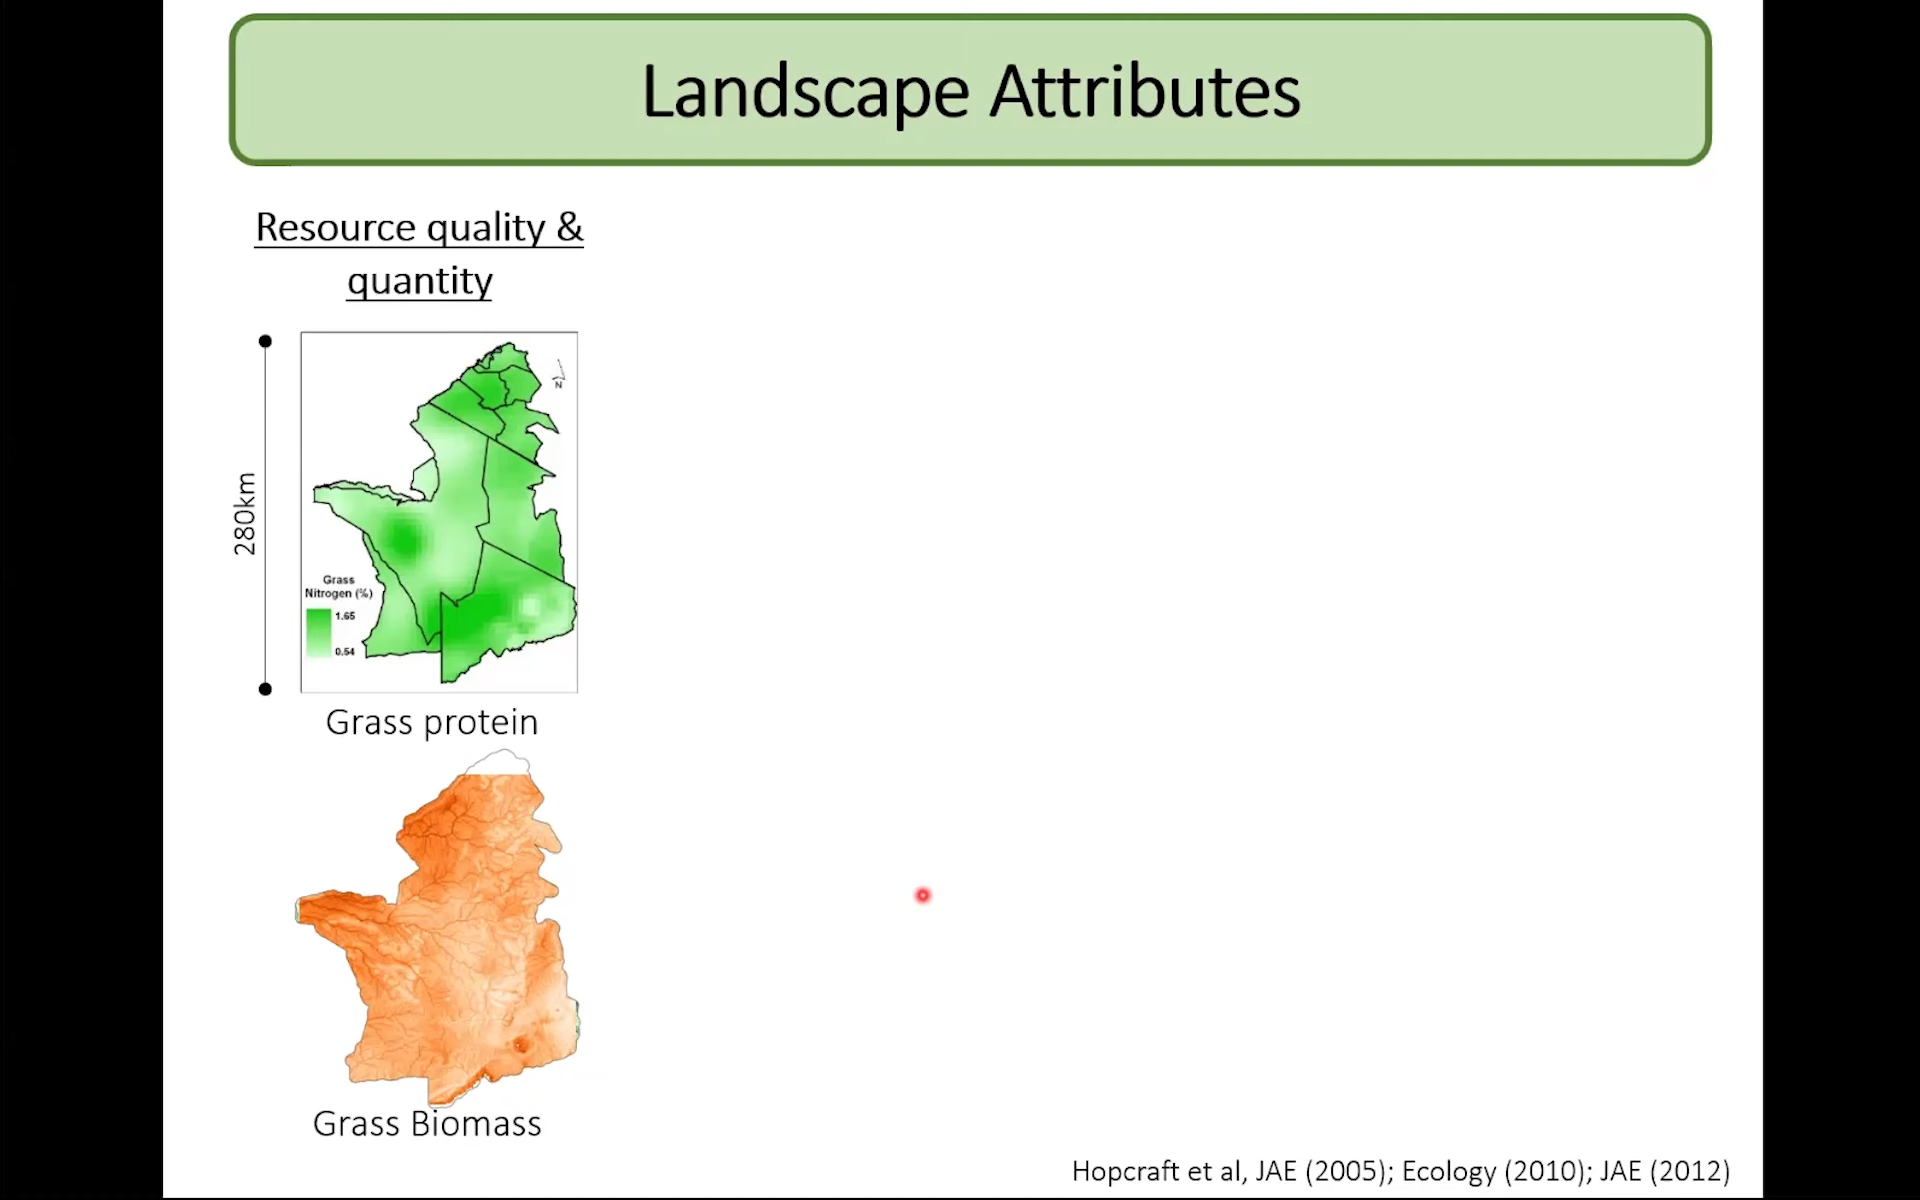 Landscape Attributes
Resource quality &
quantity
280km
N
Grass
Nitrogen (%)
1.65
0.54
Grass protein
Grass Biomass
Hopcraft et al, JAE (2005); Ecology (2010); JAE (2012)